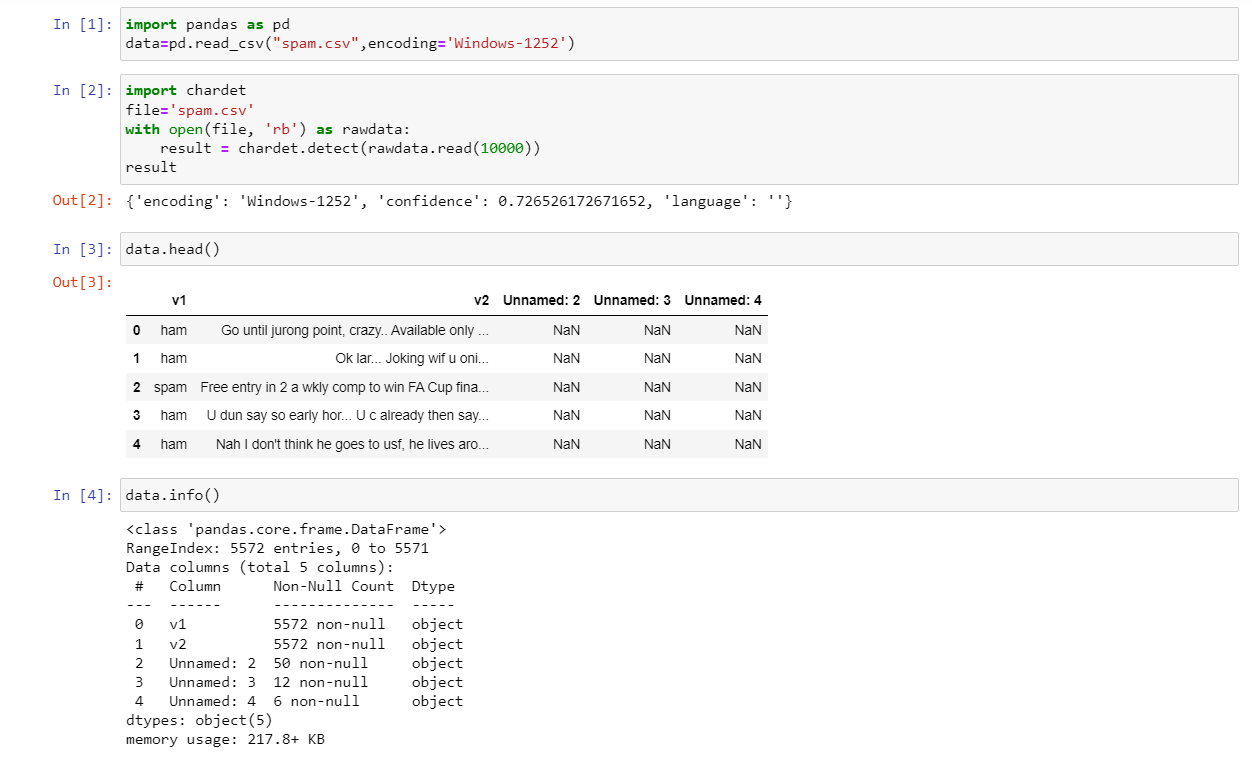 In [1]: import pandas as pd
data=pd.read_csv("spam.csv",encoding='Windows-1252')
In [2]: import chardet
file='spam.csv'
with open(file, 'rb') as rawdata:
    result = chardet.detect(rawdata.read(10000))
result
Out[2]: {'encoding': 'Windows-1252', 'confidence': 0.726526172671652, 'language': ''}
In [3]: data.head()
Out[3]:
v1 v2 Unnamed: 2 Unnamed: 3 Unnamed: 4
0 ham Go until jurong point, crazy.. Available only ... NaN NaN NaN
1 ham Ok lar... Joking wif u oni... NaN NaN NaN
2 spam Free entry in 2 a wkly comp to win FA Cup fina... NaN NaN NaN
3 ham U dun say so early hor... U c already then say... NaN NaN NaN
4 ham Nah I don't think he goes to usf, he lives aro... NaN NaN NaN
In [4]: data.info()
<class 'pandas.core.frame.DataFrame'>
RangeIndex: 5572 entries, 0 to 5571
Data columns (total 5 columns):
 #   Column      Non-Null Count  Dtype
---  ------      --------------  -----
 0   v1          5572 non-null   object
 1   v2          5572 non-null   object
 2   Unnamed: 2  50 non-null     object
 3   Unnamed: 3  12 non-null     object
 4   Unnamed: 4  6 non-null      object
dtypes: object(5)
memory usage: 217.8+ KB